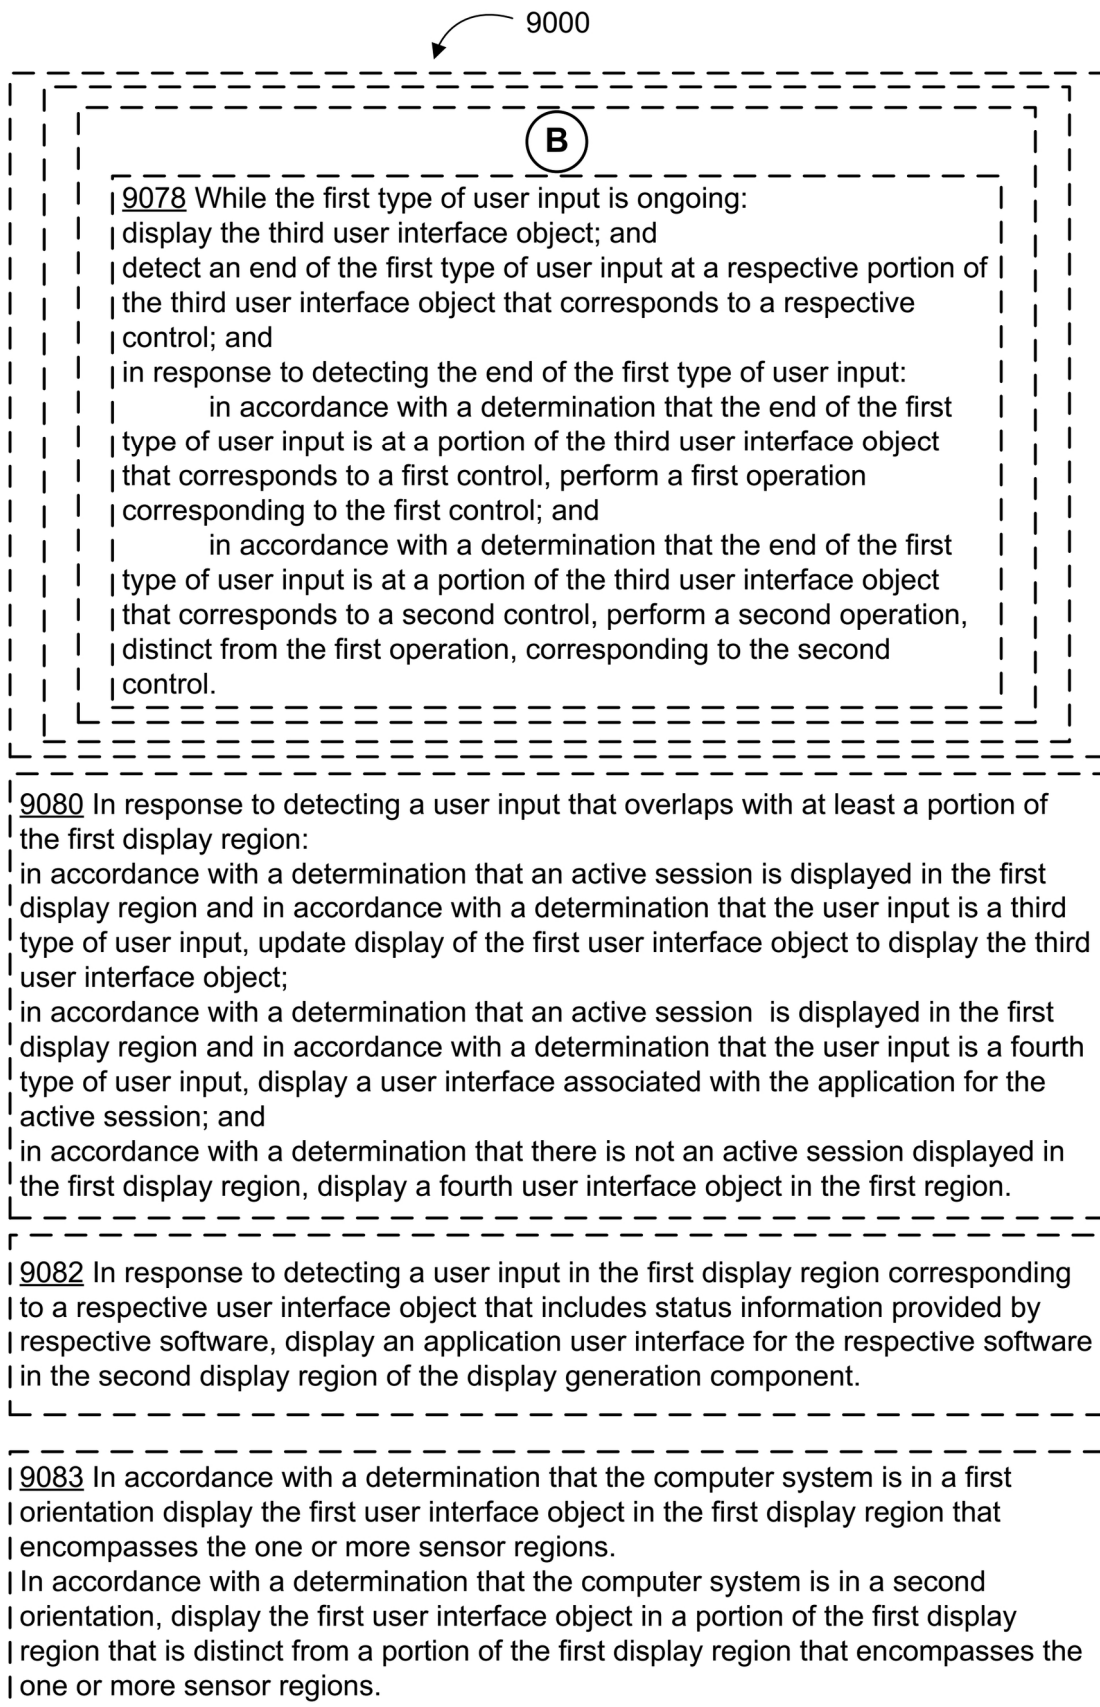 9000
B
9078 While the first type of user input is ongoing:
display the third user interface object; and
detect an end of the first type of user input at a respective portion of
the third user interface object that corresponds to a respective
control; and
in response to detecting the end of the first type of user input:
in accordance with a determination that the end of the first
type of user input is at a portion of the third user interface object
that corresponds to a first control, perform a first operation
corresponding to the first control; and
in accordance with a determination that the end of the first
type of user input is at a portion of the third user interface object
that corresponds to a second control, perform a second operation,
distinct from the first operation, corresponding to the second
control.
9080 In response to detecting a user input that overlaps with at least a portion of
the first display region:
in accordance with a determination that an active session is displayed in the first
display region and in accordance with a determination that the user input is a third
type of user input, update display of the first user interface object to display the third
user interface object;
in accordance with a determination that an active session is displayed in the first
display region and in accordance with a determination that the user input is a fourth
type of user input, display a user interface associated with the application for the
active session; and
in accordance with a determination that there is not an active session displayed in
the first display region, display a fourth user interface object in the first region.
9082 In response to detecting a user input in the first display region corresponding
to a respective user interface object that includes status information provided by
respective software, display an application user interface for the respective software
in the second display region of the display generation component.
9083 In accordance with a determination that the computer system is in a first
orientation display the first user interface object in the first display region that
encompasses the one or more sensor regions.
In accordance with a determination that the computer system is in a second
orientation, display the first user interface object in a portion of the first display
region that is distinct from a portion of the first display region that encompasses the
one or more sensor regions.